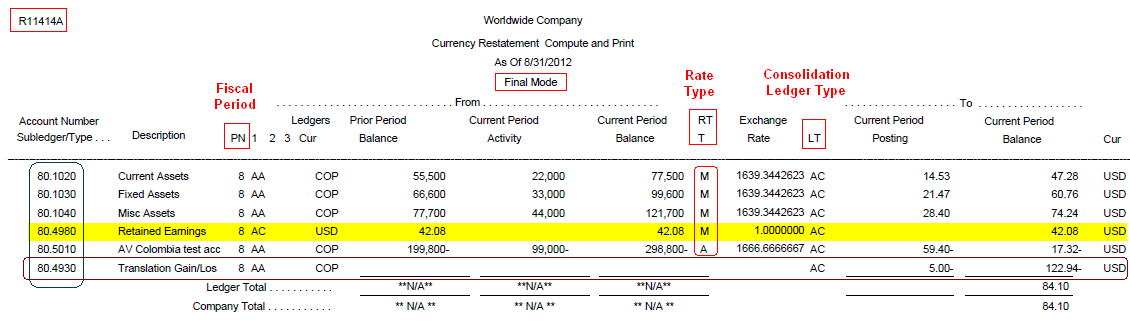 R11414A
Worldwide Company
Currency Restatement Compute and Print
As Of 8/31/2012
Final Mode
Fiscal Period
Rate Type
Consolidation Ledger Type
. . . . . . . . . . . . . . . . . . . . . . . . . . From . . . . . . . . . . . . . . . . . . . . . . . . . . . . . . . . . . . . . . . . . . . To . . . . . . . . . . . . . . . . .
Account Number Ledgers Prior Period Current Period Current Period RT Exchange Current Period Current Period
Subledger/Type . . . Description PN 1 2 3 Cur Balance Activity Balance T Rate LT Posting Balance Cur
80.1020 Current Assets 8 AA COP 55,500 22,000 77,500 M 1639.3442623 AC 14.53 47.28 USD
80.1030 Fixed Assets 8 AA COP 66,600 33,000 99,600 M 1639.3442623 AC 21.47 60.76 USD
80.1040 Misc Assets 8 AA COP 77,700 44,000 121,700 M 1639.3442623 AC 28.40 74.24 USD
80.4980 Retained Earnings 8 AC USD 42.08 42.08 M 1.0000000 AC 42.08 USD
80.5010 AV Colombia test acc 8 AA COP 199,800- 99,000- 298,800- A 1666.6666667 AC 59.40- 17.32- USD
80.4930 Translation Gain/Los 8 AA COP AC 5.00- 122.94- USD
Ledger Total . . . . . . . . . . . **N/A** **N/A** **N/A** 84.10
Company Total . . . . . . . . . . . ** N/A ** ** N/A ** ** N/A ** 84.10